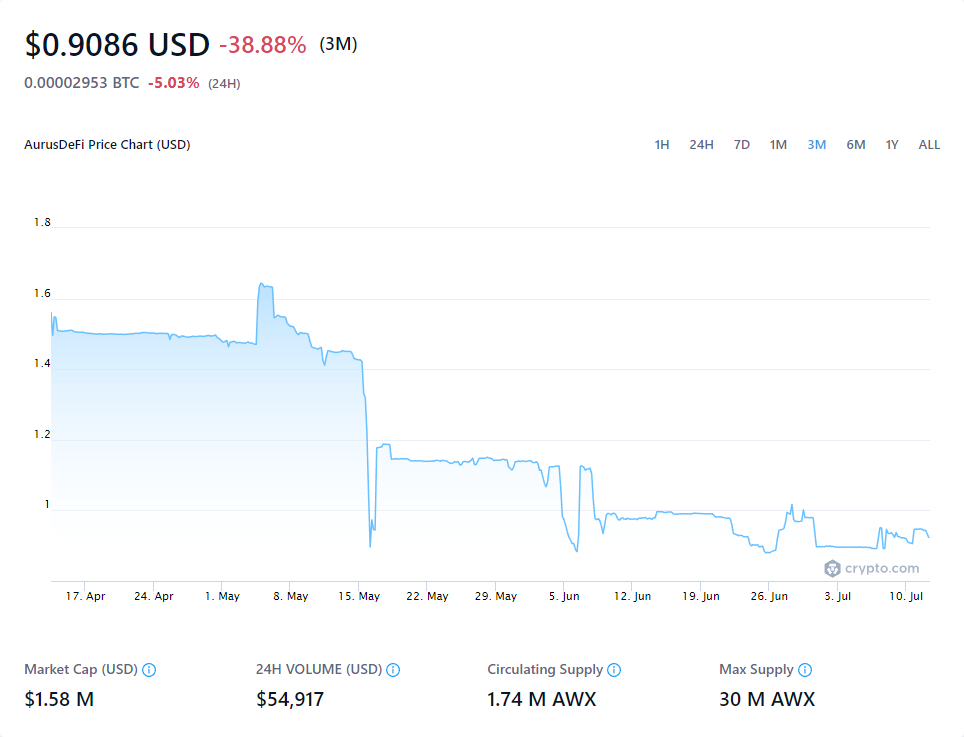 $0.9086 USD -38.88% (3M)
0.00002953 BTC -5.03% (24H)
AurusDeFi Price Chart (USD) 1H 24H 7D 1M 3M 6M 1Y ALL
1.8
1.6
1.4
1.2
1
crypto.com
17. Apr 24. Apr 1. May 8. May 15. May 22. May 29. May 5. Jun 12. Jun 19. Jun 26. Jun 3. Jul 10. Jul
Market Cap (USD) 24H VOLUME (USD) Circulating Supply Max Supply
$1.58 M $54,917 1.74 M AWX 30 M AWX